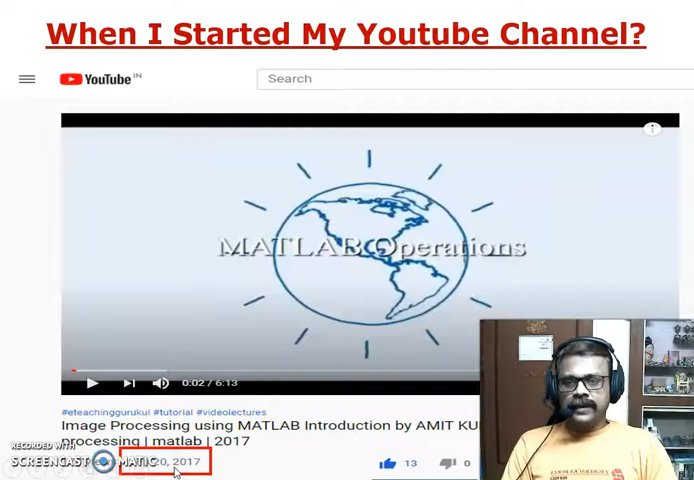 When I Started My Youtube Channel?
YouTube IN
Search
MATLAB Operations
0:02 / 6:13
#eteachingurukul #tutorial #videolectures
Image Processing using MATLAB Introduction by AMIT KU
processing | matlab | 2017
RECORDED WITH
SCREENCAST MATIC
20, 2017
13
0